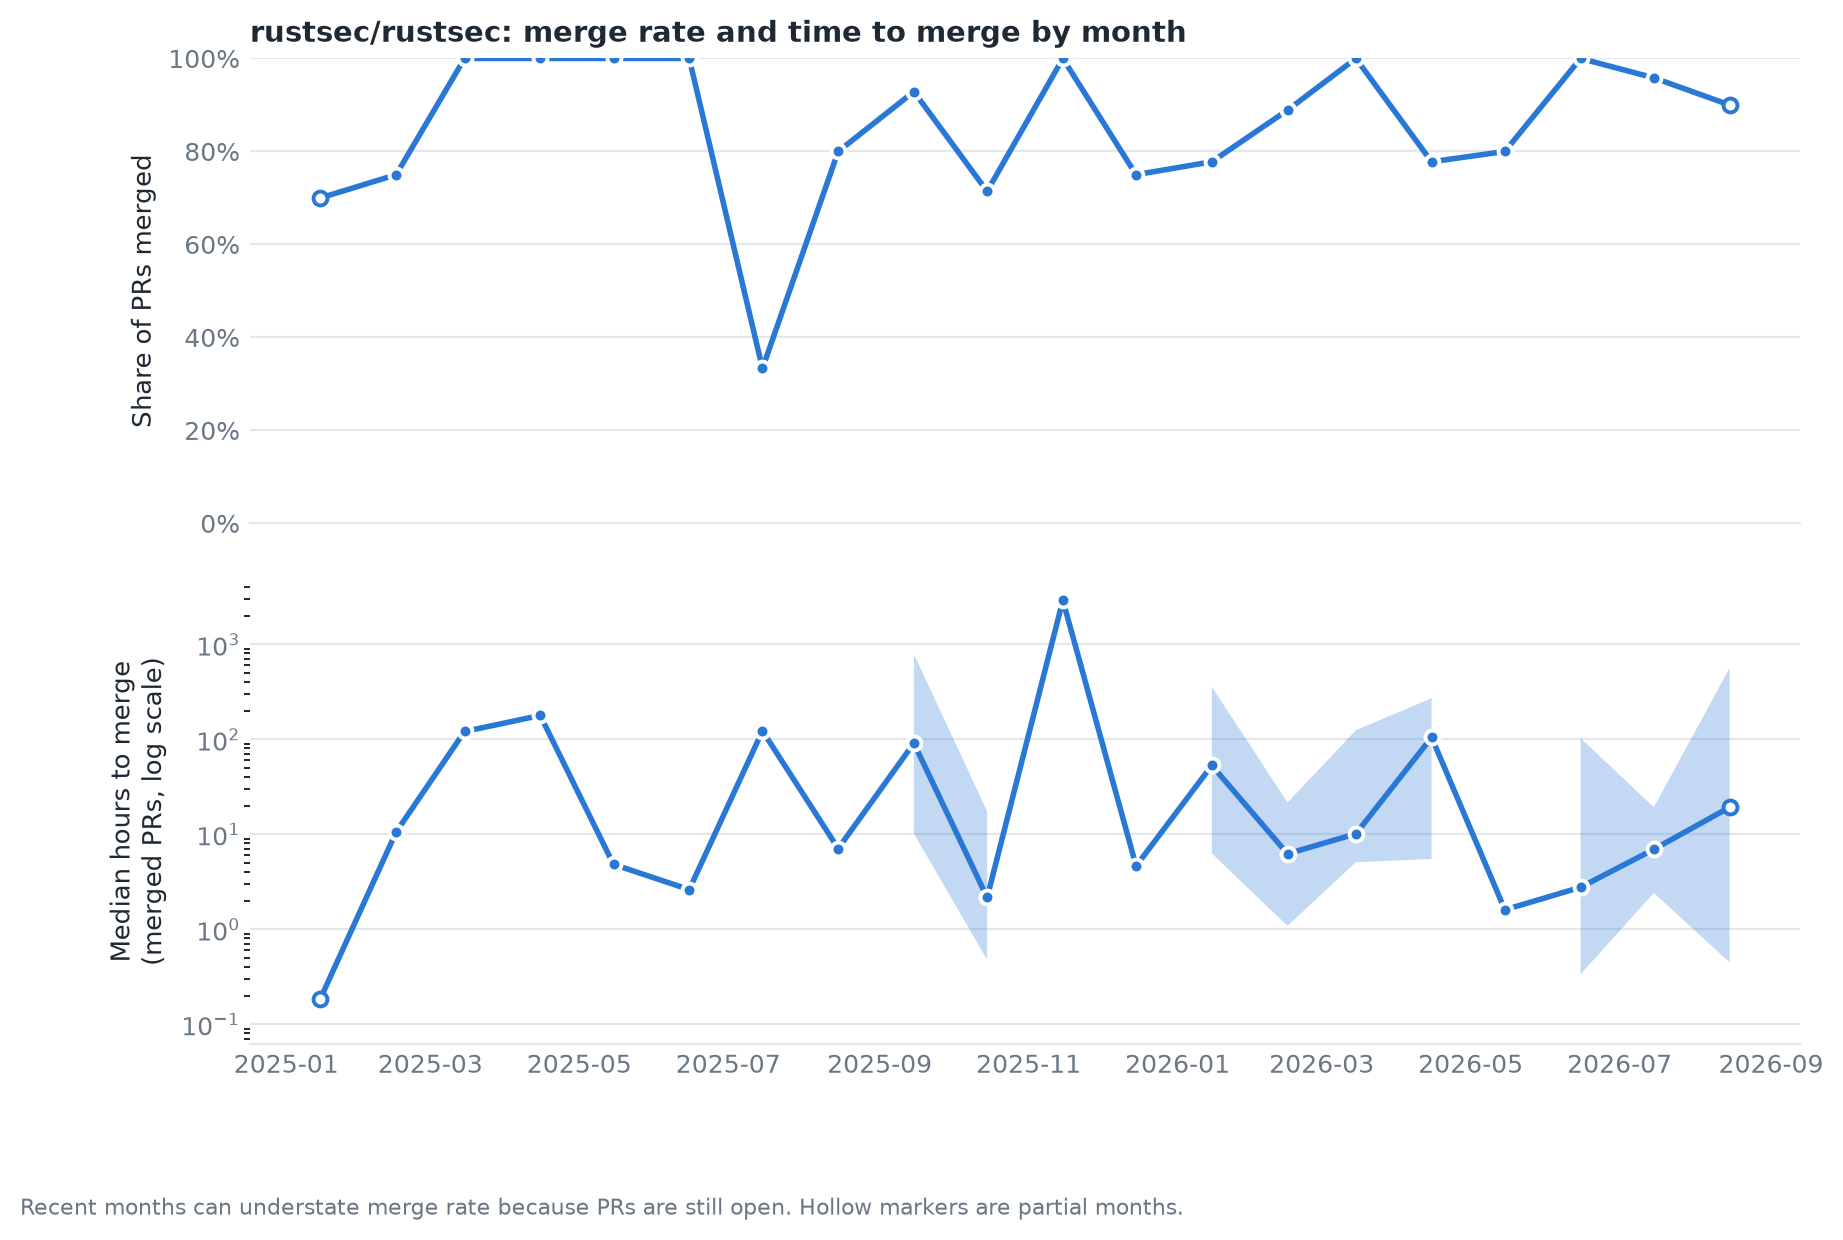 rustsec/rustsec: merge rate and time to merge by month
100%
80%
60%
40%
20%
0%
Share of PRs merged
10³
10²
10¹
10⁰
10⁻¹
Median hours to merge
(merged PRs, log scale)
2025-01 2025-03 2025-05 2025-07 2025-09 2025-11 2026-01 2026-03 2026-05 2026-07 2026-09
Recent months can understate merge rate because PRs are still open. Hollow markers are partial months.